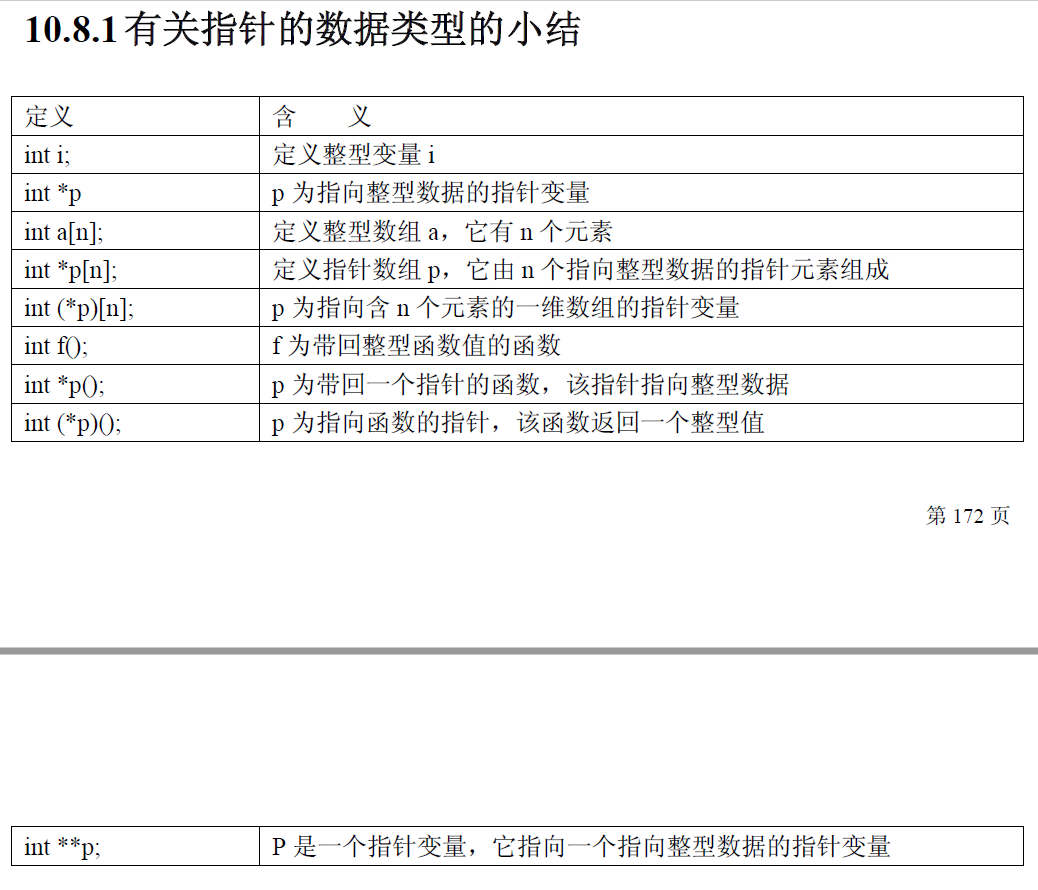 10.8.1有关指针的数据类型的小结
定义 含 义
int i; 定义整型变量 i
int *p p 为指向整型数据的指针变量
int a[n]; 定义整型数组 a，它有 n 个元素
int *p[n]; 定义指针数组 p，它由 n 个指向整型数据的指针元素组成
int (*p)[n]; p 为指向含 n 个元素的一维数组的指针变量
int f(); f 为带回整型函数值的函数
int *p(); p 为带回一个指针的函数，该指针指向整型数据
int (*p)(); p 为指向函数的指针，该函数返回一个整型值
第 172 页
int **p; P 是一个指针变量，它指向一个指向整型数据的指针变量